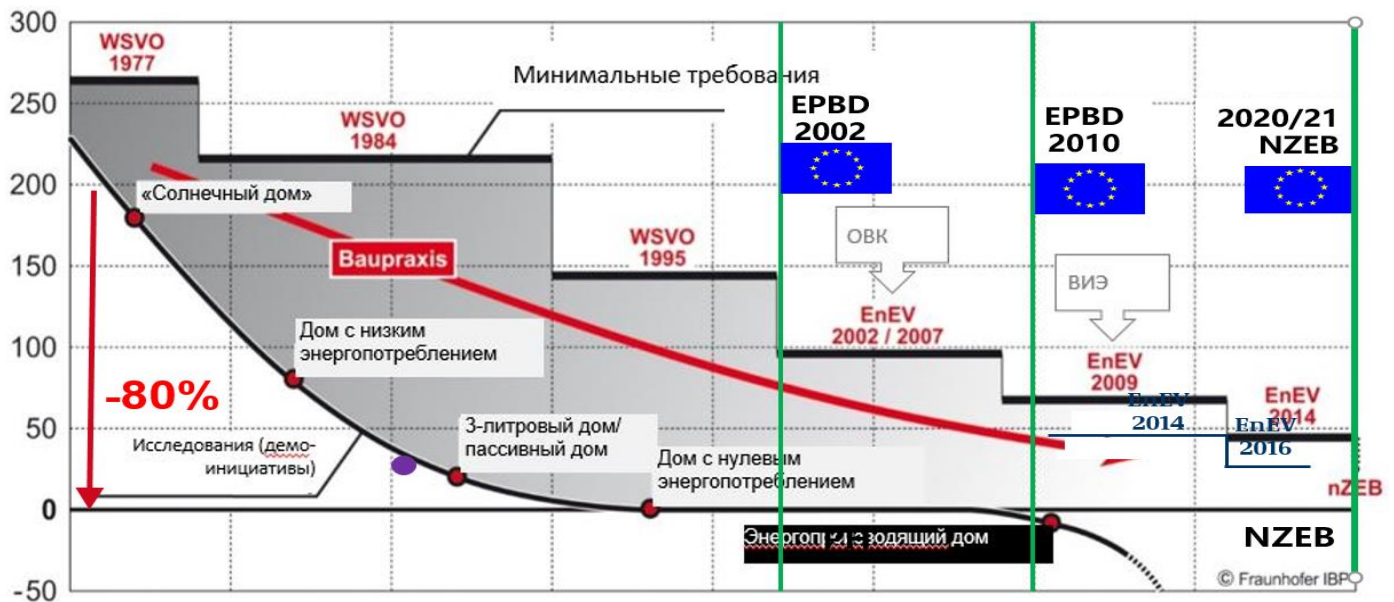 300
250
200
150
100
50
0
-50
WSVO
1977
Минимальные требования
WSVO
1984
EPBD
2002
EPBD
2010
2020/21
NZEB
«Солнечный дом»
ОВК
WSVO
1995
Baupraxis
ВИЭ
EnEV
2002 / 2007
Дом с низким
энергопотреблением
EnEV
2009
-80%
EnEV
2014
EnEV
2014
EnEV
2016
3-литровый дом/
пассивный дом
Исследования (демо-
инициативы)
Дом с нулевым
энергопотреблением
nZEB
дом
NZEB
© Fraunhofer IBP